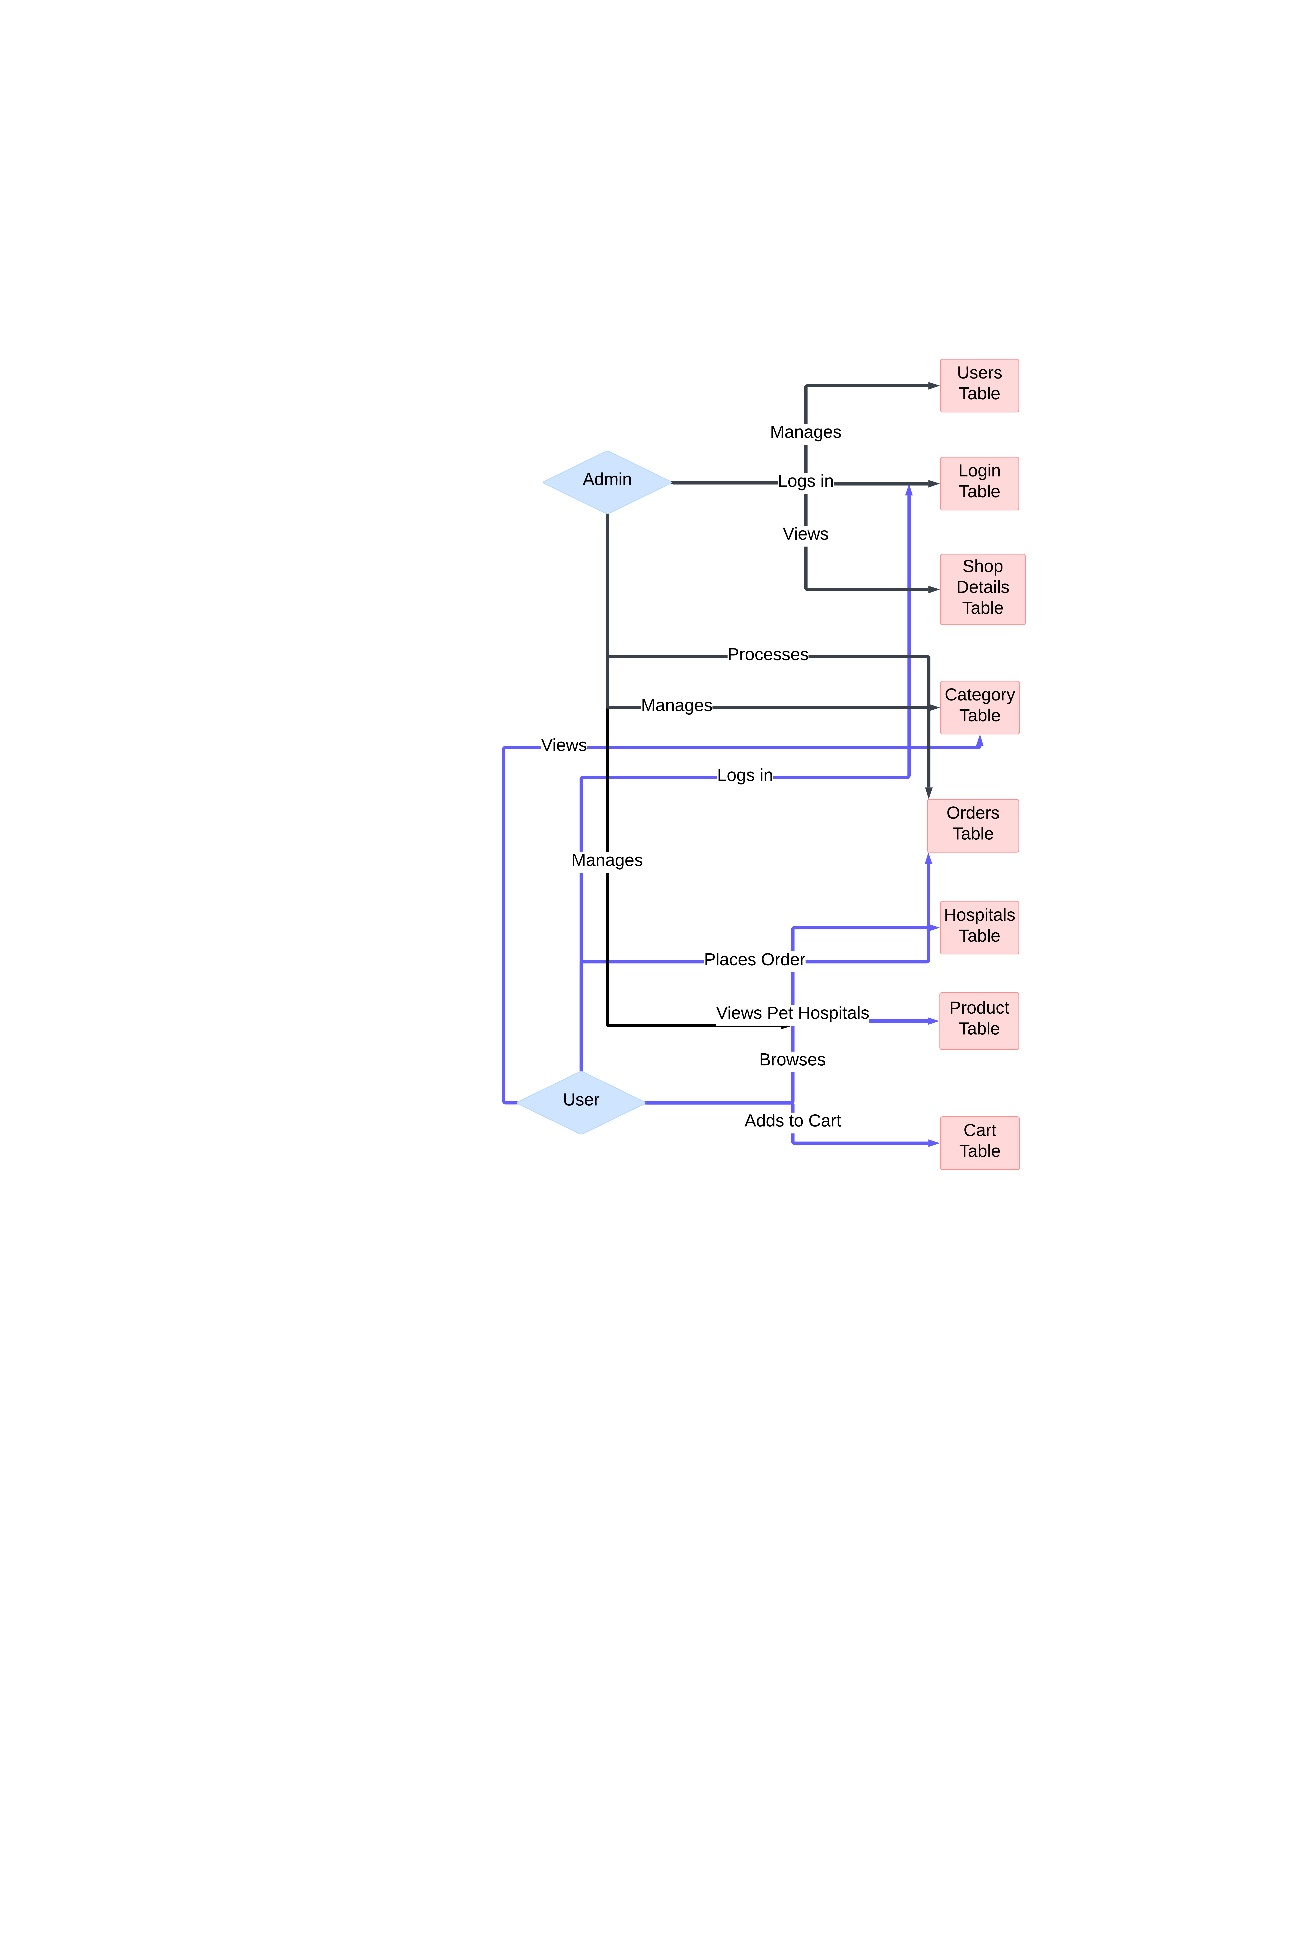 Users
Table
Manages
Admin
Logs in
Login
Table
Views
Shop
Details
Table
Processes
Manages
Category
Table
Views
Logs in
Orders
Table
Manages
Hospitals
Table
Places Order
Views Pet Hospitals
Product
Table
Browses
User
Adds to Cart
Cart
Table